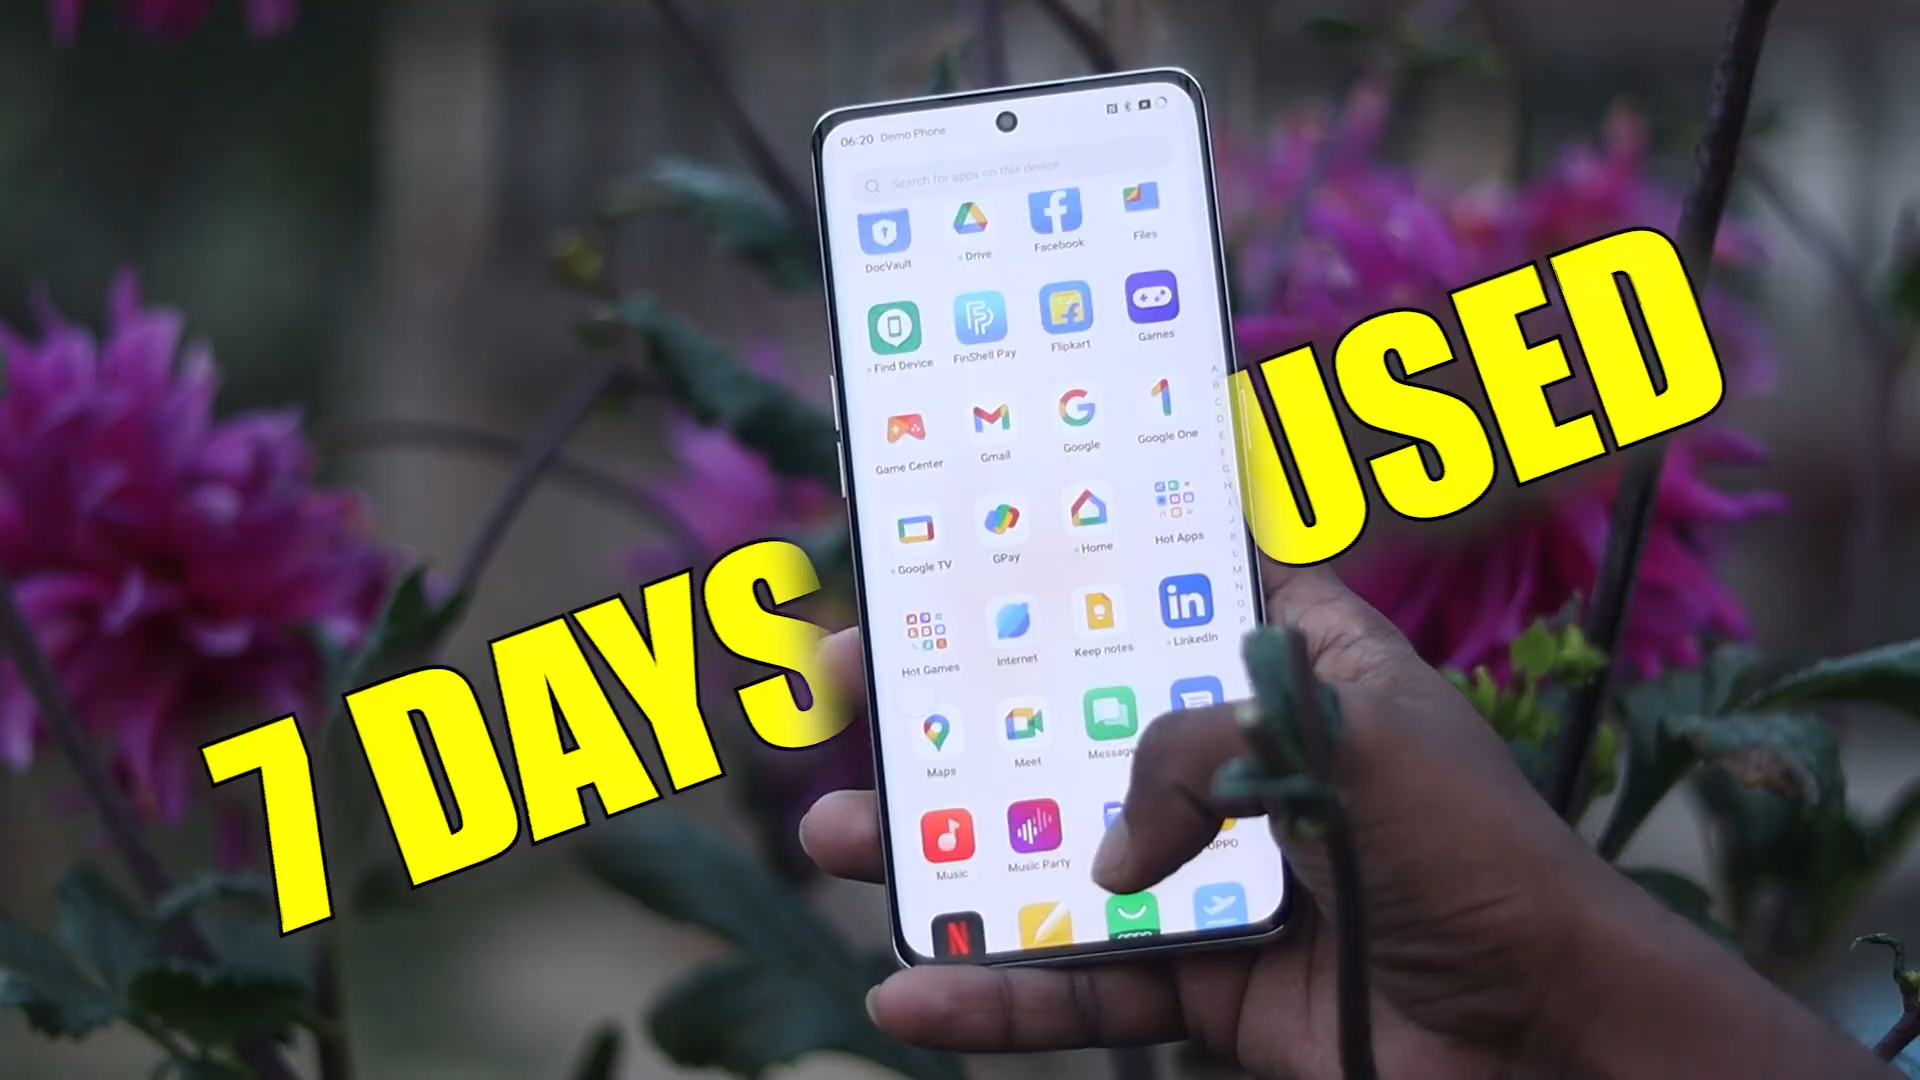 7 DAYS USED
06:20 Demo Phone
Search for apps on this device
DocVault Drive Facebook Files
Find Device FinShell Pay Flipkart Games
Game Center Gmail Google Google One
Google TV GPay Home Hot Apps
Hot Games Internet Keep notes LinkedIn
Maps Meet
Music Music Party OPPO